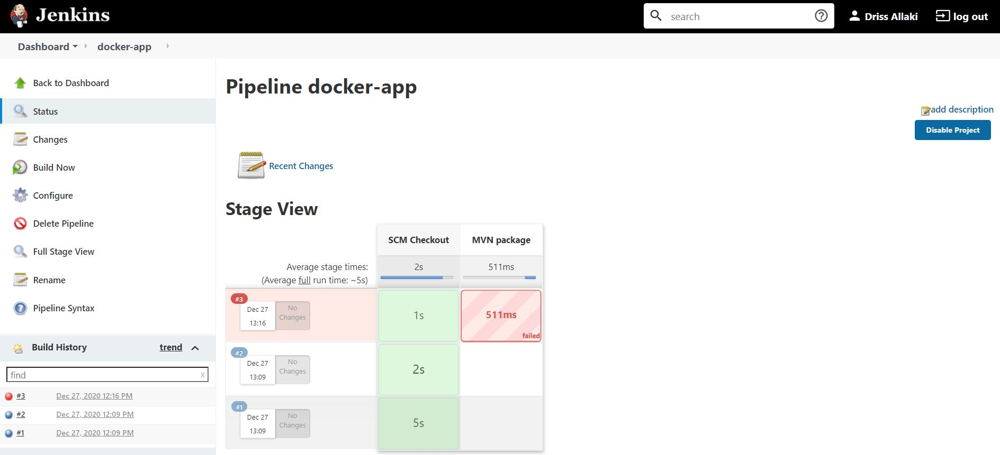 Jenkins
search
Driss Allaki
log out
Dashboard
docker-app
Back to Dashboard
Status
Changes
Build Now
Configure
Delete Pipeline
Full Stage View
Rename
Pipeline Syntax
Build History
trend
find
x
#3
Dec 27, 2020 12:16 PM
#2
Dec 27, 2020 12:09 PM
#1
Dec 27, 2020 12:09 PM
Pipeline docker-app
add description
Disable Project
Recent Changes
Stage View
SCM Checkout
MVN package
Average stage times:
(Average full run time: ~5s)
2s
511ms
#3
Dec 27
13:16
No
Changes
1s
511ms
failed
#2
Dec 27
13:09
No
Changes
2s
#1
Dec 27
13:09
No
Changes
5s